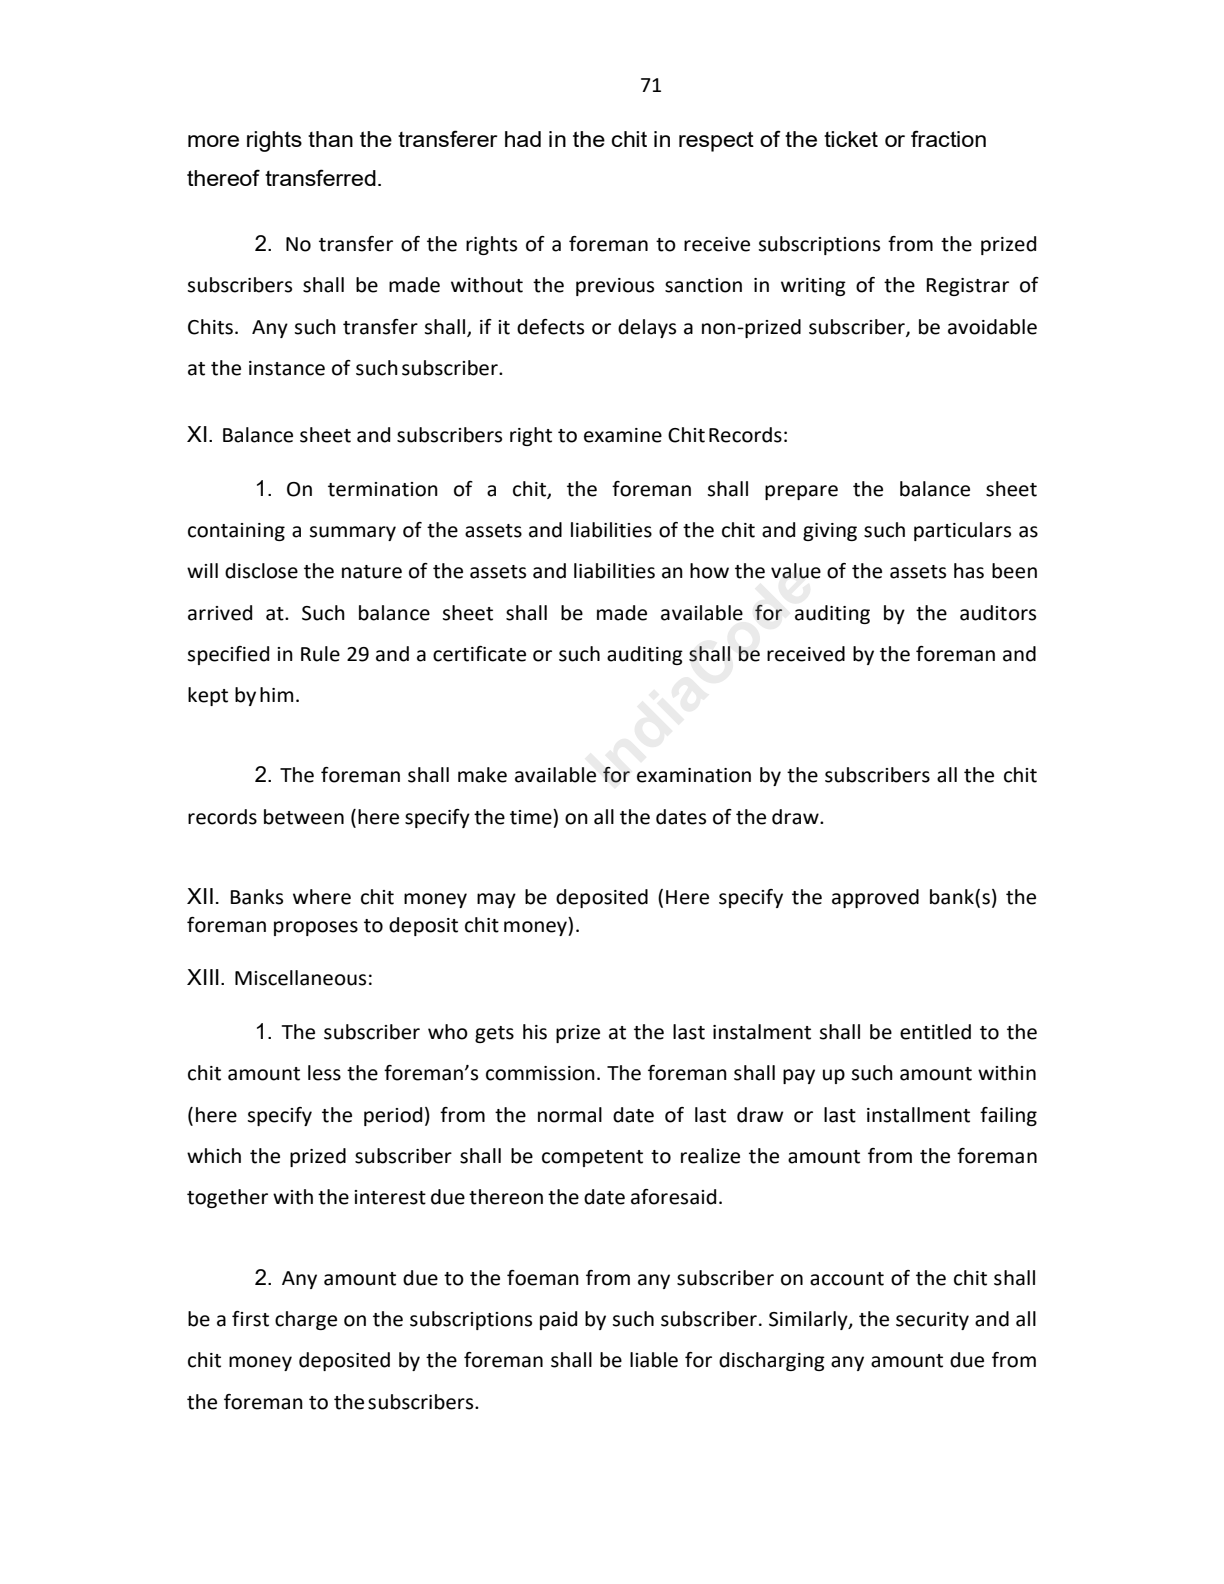 71
more rights than the transferer had in the chit in respect of the ticket or fraction
thereof transferred.
2. No transfer of the rights of a foreman to receive subscriptions from the prized
subscribers shall be made without the previous sanction in writing of the Registrar of
Chits. Any such transfer shall, if it defects or delays a non-prized subscriber, be avoidable
at the instance of such subscriber.
XI. Balance sheet and subscribers right to examine Chit Records:
1. On termination of a chit, the foreman shall prepare the balance sheet
containing a summary of the assets and liabilities of the chit and giving such particulars as
will disclose the nature of the assets and liabilities an how the value of the assets has been
arrived at. Such balance sheet shall be made available for auditing by the auditors
specified in Rule 29 and a certificate or such auditing shall be received by the foreman and
kept by him.
IndiaCode
2. The foreman shall make available for examination by the subscribers all the chit
records between (here specify the time) on all the dates of the draw.
XII. Banks where chit money may be deposited (Here specify the approved bank(s) the
foreman proposes to deposit chit money).
XIII. Miscellaneous:
1. The subscriber who gets his prize at the last instalment shall be entitled to the
chit amount less the foreman’s commission. The foreman shall pay up such amount within
(here specify the period) from the normal date of last draw or last installment failing
which the prized subscriber shall be competent to realize the amount from the foreman
together with the interest due thereon the date aforesaid.
2. Any amount due to the foeman from any subscriber on account of the chit shall
be a first charge on the subscriptions paid by such subscriber. Similarly, the security and all
chit money deposited by the foreman shall be liable for discharging any amount due from
the foreman to the subscribers.